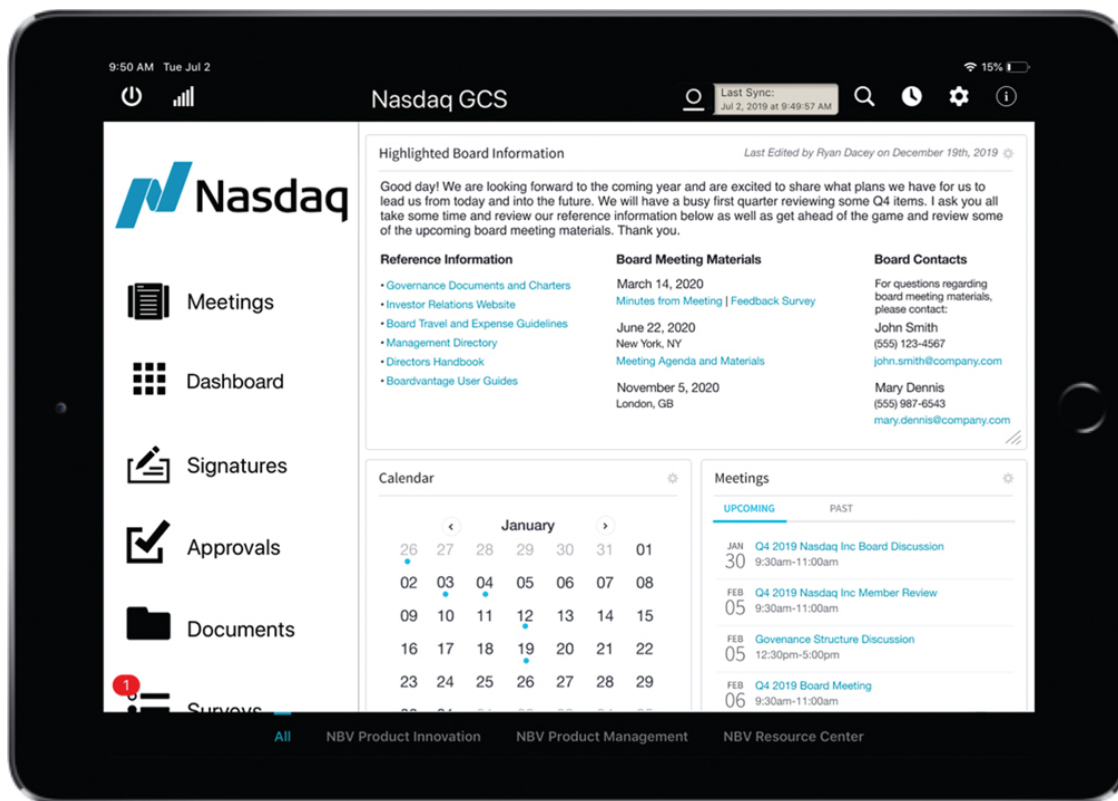 9:50 AM Tue Jul 2
15%
Nasdaq GCS
Last Sync:
Jul 2, 2019 at 9:49:57 AM
Nasdaq
Meetings
Dashboard
Signatures
Approvals
Documents
1
Surveys
Highlighted Board Information
Last Edited by Ryan Dacey on December 19th, 2019
Good day! We are looking forward to the coming year and are excited to share what plans we have for us to
lead us from today and into the future. We will have a busy first quarter reviewing some Q4 items. I ask you all
take some time and review our reference information below as well as get ahead of the game and review some
of the upcoming board meeting materials. Thank you.
Reference Information
• Governance Documents and Charters
• Investor Relations Website
• Board Travel and Expense Guidelines
• Management Directory
• Directors Handbook
• Boardvantage User Guides
Board Meeting Materials
March 14, 2020
Minutes from Meeting | Feedback Survey
June 22, 2020
New York, NY
Meeting Agenda and Materials
November 5, 2020
London, GB
Board Contacts
For questions regarding
board meeting materials,
please contact:
John Smith
(555) 123-4567
john.smith@company.com
Mary Dennis
(555) 987-6543
mary.dennis@company.com
Calendar
January
26 27 28 29 30 31 01
02 03 04 05 06 07 08
09 10 11 12 13 14 15
16 17 18 19 20 21 22
23 24 25 26 27 28 29
Meetings
UPCOMING PAST
JAN
30
Q4 2019 Nasdaq Inc Board Discussion
9:30am-11:00am
FEB
05
Q4 2019 Nasdaq Inc Member Review
9:30am-11:00am
FEB
05
Govenance Structure Discussion
12:30pm-5:00pm
FEB
06
Q4 2019 Board Meeting
9:30am-11:00am
All NBV Product Innovation NBV Product Management NBV Resource Center